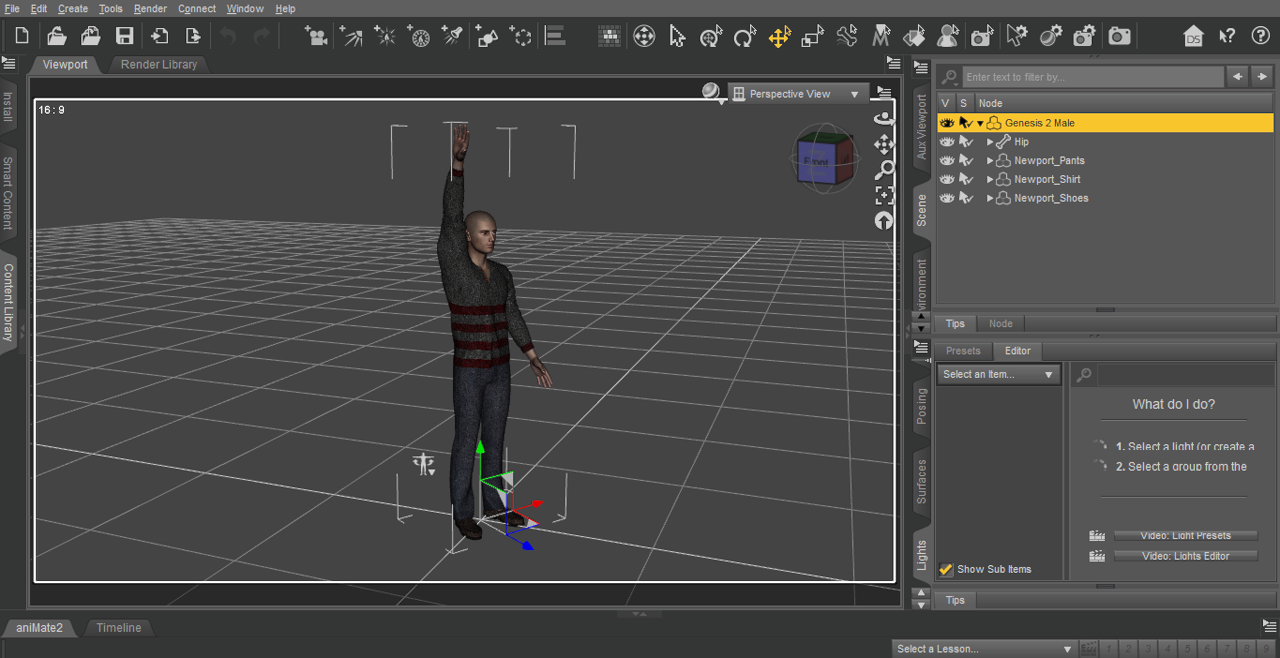 File Edit Create Tools Render Connect Window Help
Viewport Render Library
Install
Smart Content
Content Library
16 : 9
Perspective View
Front
Aux Viewport
Scene
Enter text to filter by...
V S Node
Genesis 2 Male
Hip
Newport_Pants
Newport_Shirt
Newport_Shoes
Tips Node
Presets Editor
Posing
Surfaces
Lights
Select an Item...
What do I do?
1. Select a light (or create a
2. Select a group from the
Video: Light Presets
Video: Lights Editor
Show Sub Items
Tips
aniMate2 Timeline
Select a Lesson...
1 2 3 4 5 6 7 8 9
DS